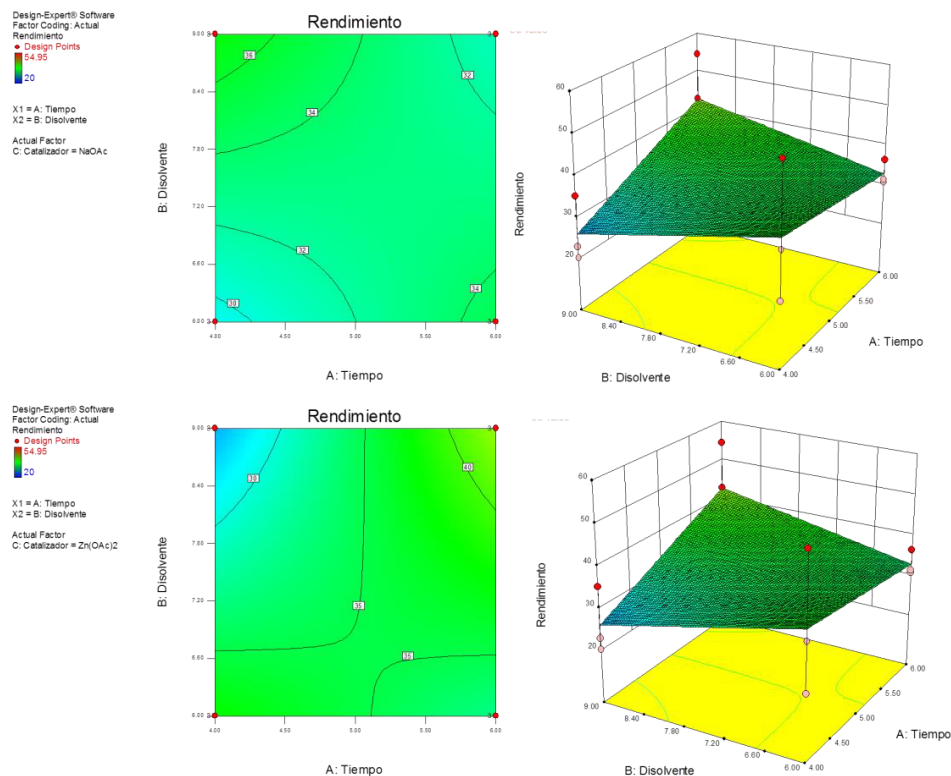 Design-Expert® Software
Factor Coding: Actual
Rendimiento
Design Points
54.95
20
X1 = A: Tiempo
X2 = B: Disolvente
Actual Factor
C: Catalizador = NaOAc
Rendimiento
9.00
8.40
7.80
7.20
6.60
6.00
B: Disolvente
36
34
32
32
30
34
3
3
3
3
4.00
4.50
5.00
5.50
6.00
A: Tiempo
60
50
40
30
20
Rendimiento
9.00
8.40
7.80
7.20
6.60
6.00
B: Disolvente
4.00
4.50
5.00
5.50
6.00
A: Tiempo
Design-Expert® Software
Factor Coding: Actual
Rendimiento
Design Points
54.95
20
X1 = A: Tiempo
X2 = B: Disolvente
Actual Factor
C: Catalizador = Zn(OAc)2
Rendimiento
9.00
8.40
7.80
7.20
6.60
6.00
B: Disolvente
30
40
35
35
3
3
3
3
4.00
4.50
5.00
5.50
6.00
A: Tiempo
60
50
40
30
20
Rendimiento
9.00
8.40
7.80
7.20
6.60
6.00
B: Disolvente
4.00
4.50
5.00
5.50
6.00
A: Tiempo